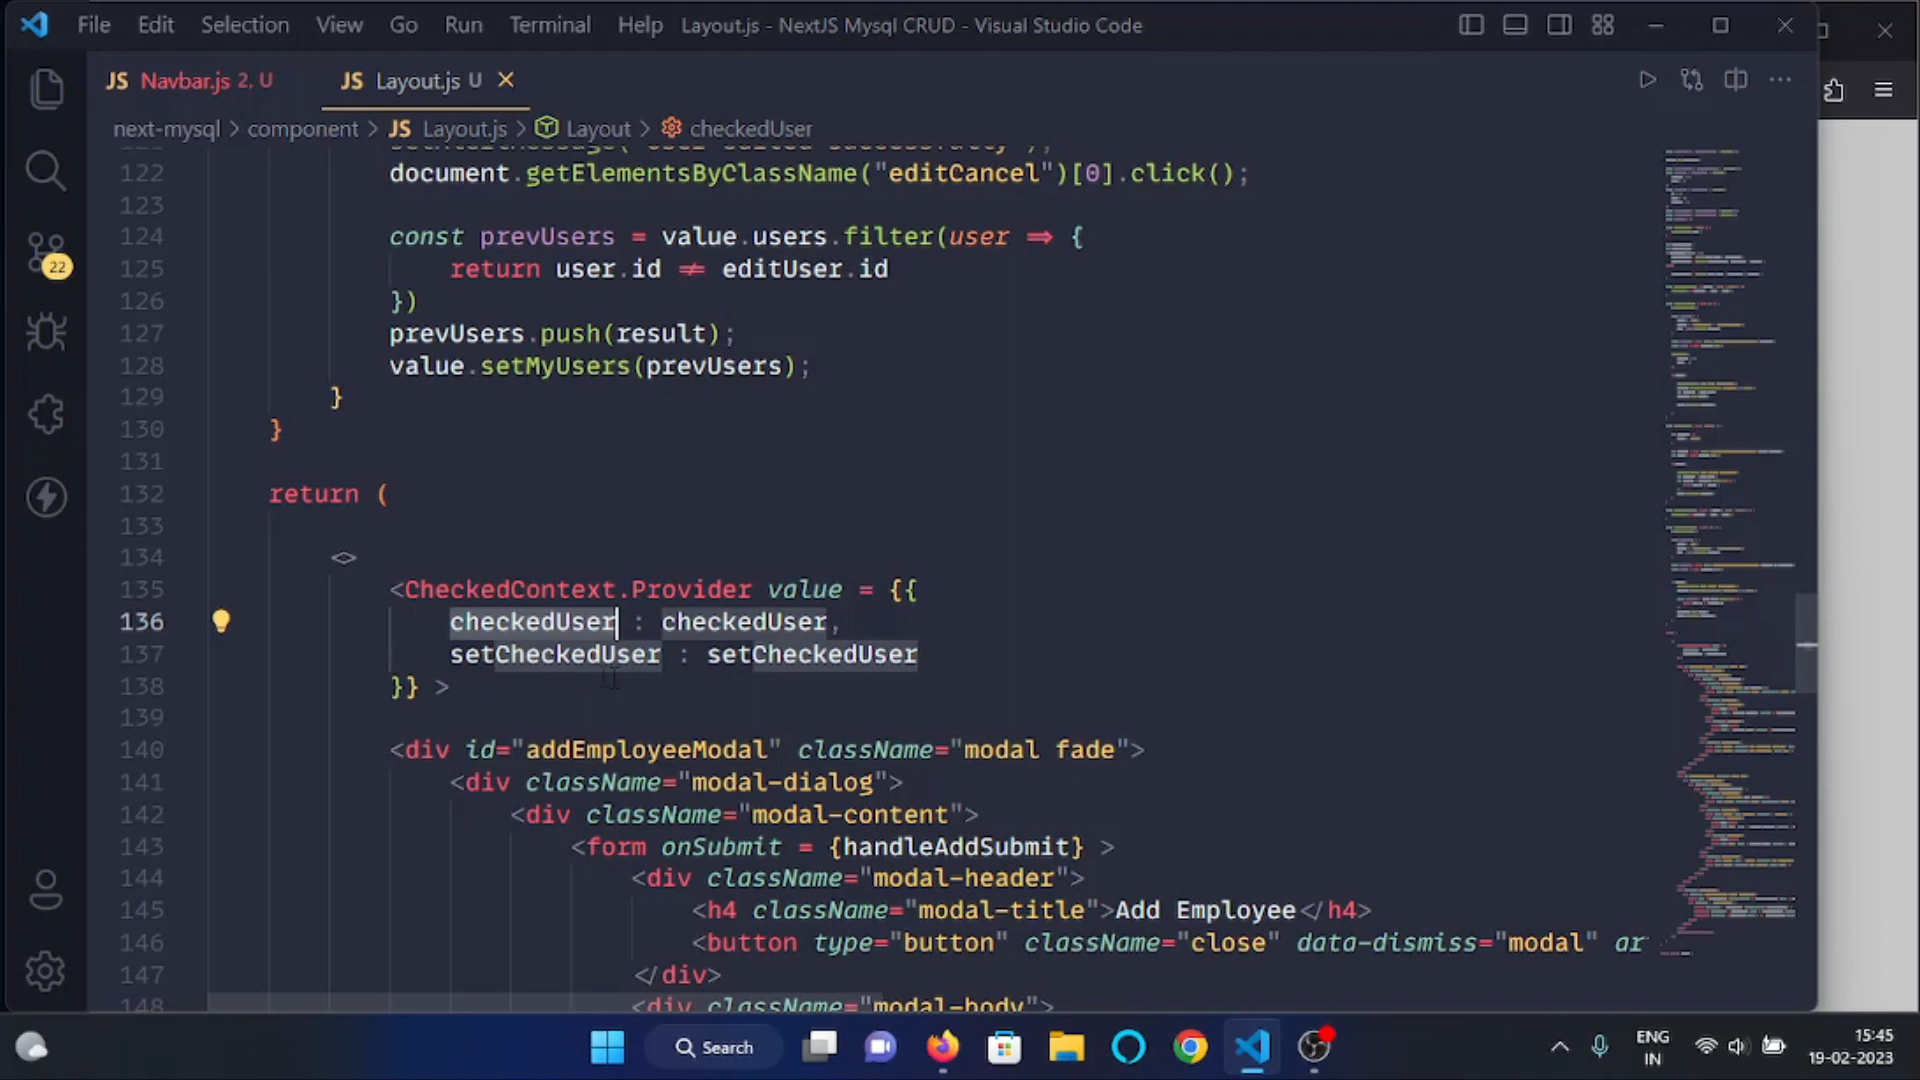 File Edit Selection View Go Run Terminal Help Layout.js - NextJS Mysql CRUD - Visual Studio Code
JS Navbar.js 2, U JS Layout.js U
next-mysql > component > JS Layout.js > Layout > checkedUser
122 document.getElementsByClassName("editCancel")[0].click();
123
124 const prevUsers = value.users.filter(user => {
125 return user.id != editUser.id
126 })
127 prevUsers.push(result);
128 value.setMyUsers(prevUsers);
129 }
130 }
131
132 return (
133
134 <>
135 <CheckedContext.Provider value = {{
136 checkedUser : checkedUser,
137 setCheckedUser : setCheckedUser
138 }} >
139
140 <div id="addEmployeeModal" className="modal fade">
141 <div className="modal-dialog">
142 <div className="modal-content">
143 <form onSubmit = {handleAddSubmit} >
144 <div className="modal-header">
145 <h4 className="modal-title">Add Employee</h4>
146 <button type="button" className="close" data-dismiss="modal" ar
147 </div>
148 <div className="modal-body">
22
Search
ENG
IN
15:45
19-02-2023